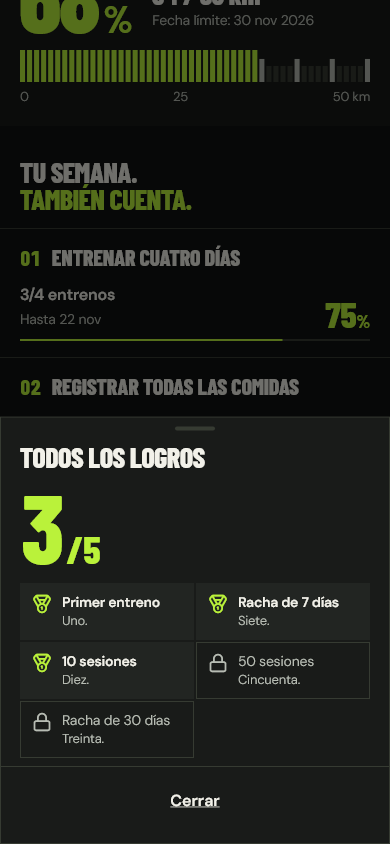 %
Fecha límite: 30 nov 2026
0 25 50 km
TU SEMANA.
TAMBIÉN CUENTA.
01 ENTRENAR CUATRO DÍAS
3/4 entrenos
Hasta 22 nov
75%
02 REGISTRAR TODAS LAS COMIDAS
TODOS LOS LOGROS
3/5
Primer entreno
Uno.
Racha de 7 días
Siete.
10 sesiones
Diez.
50 sesiones
Cincuenta.
Racha de 30 días
Treinta.
Cerrar